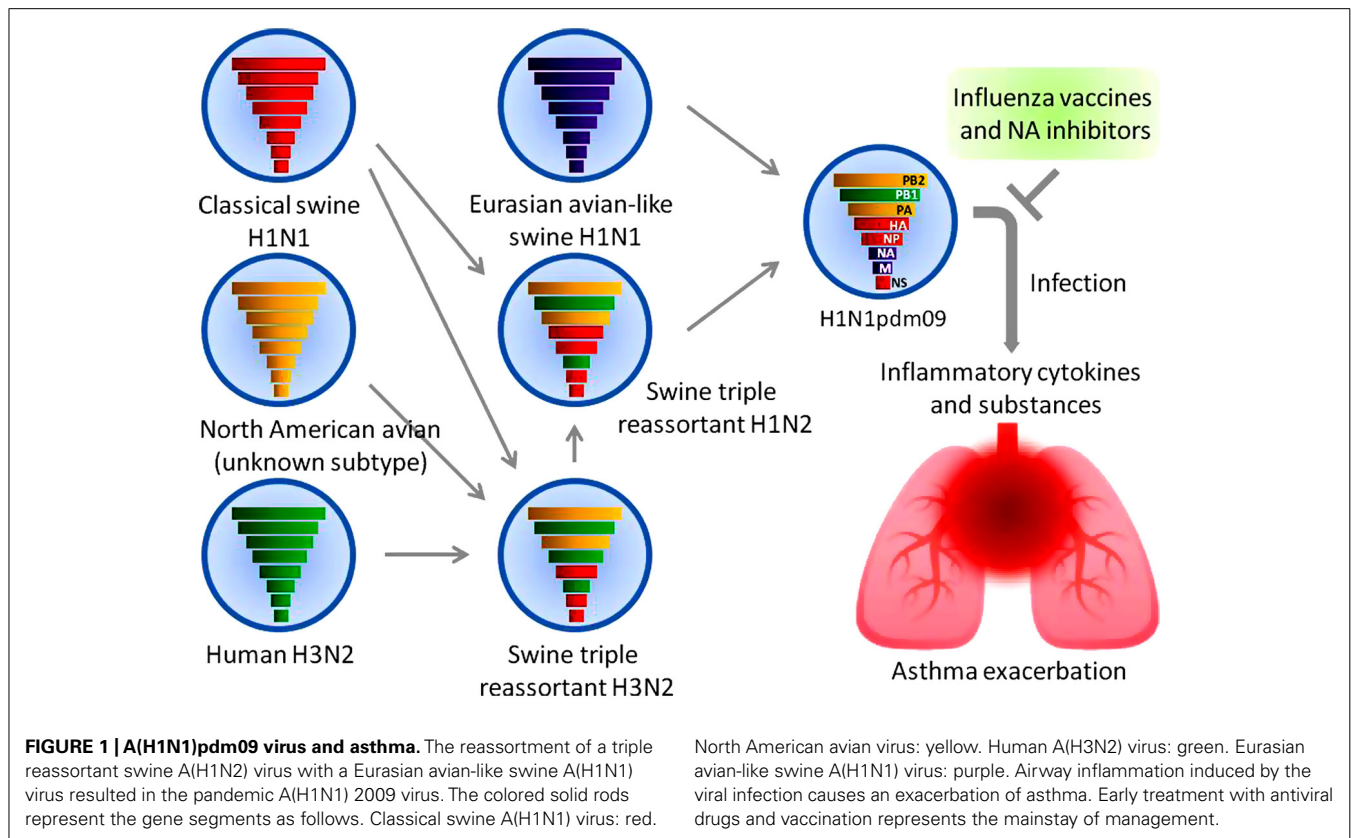 Classical swine
H1N1
Eurasian avian-like
swine H1N1
Influenza vaccines
and NA inhibitors
PB2
PB1
PA
HA
NP
NA
M
NS
H1N1pdm09
Infection
North American avian
(unknown subtype)
Swine triple
reassortant H1N2
Inflammatory cytokines
and substances
Human H3N2
Swine triple
reassortant H3N2
Asthma exacerbation
FIGURE 1 | A(H1N1)pdm09 virus and asthma. The reassortment of a triple
reassortant swine A(H1N2) virus with a Eurasian avian-like swine A(H1N1)
virus resulted in the pandemic A(H1N1) 2009 virus. The colored solid rods
represent the gene segments as follows. Classical swine A(H1N1) virus: red.
North American avian virus: yellow. Human A(H3N2) virus: green. Eurasian
avian-like swine A(H1N1) virus: purple. Airway inflammation induced by the
viral infection causes an exacerbation of asthma. Early treatment with antiviral
drugs and vaccination represents the mainstay of management.